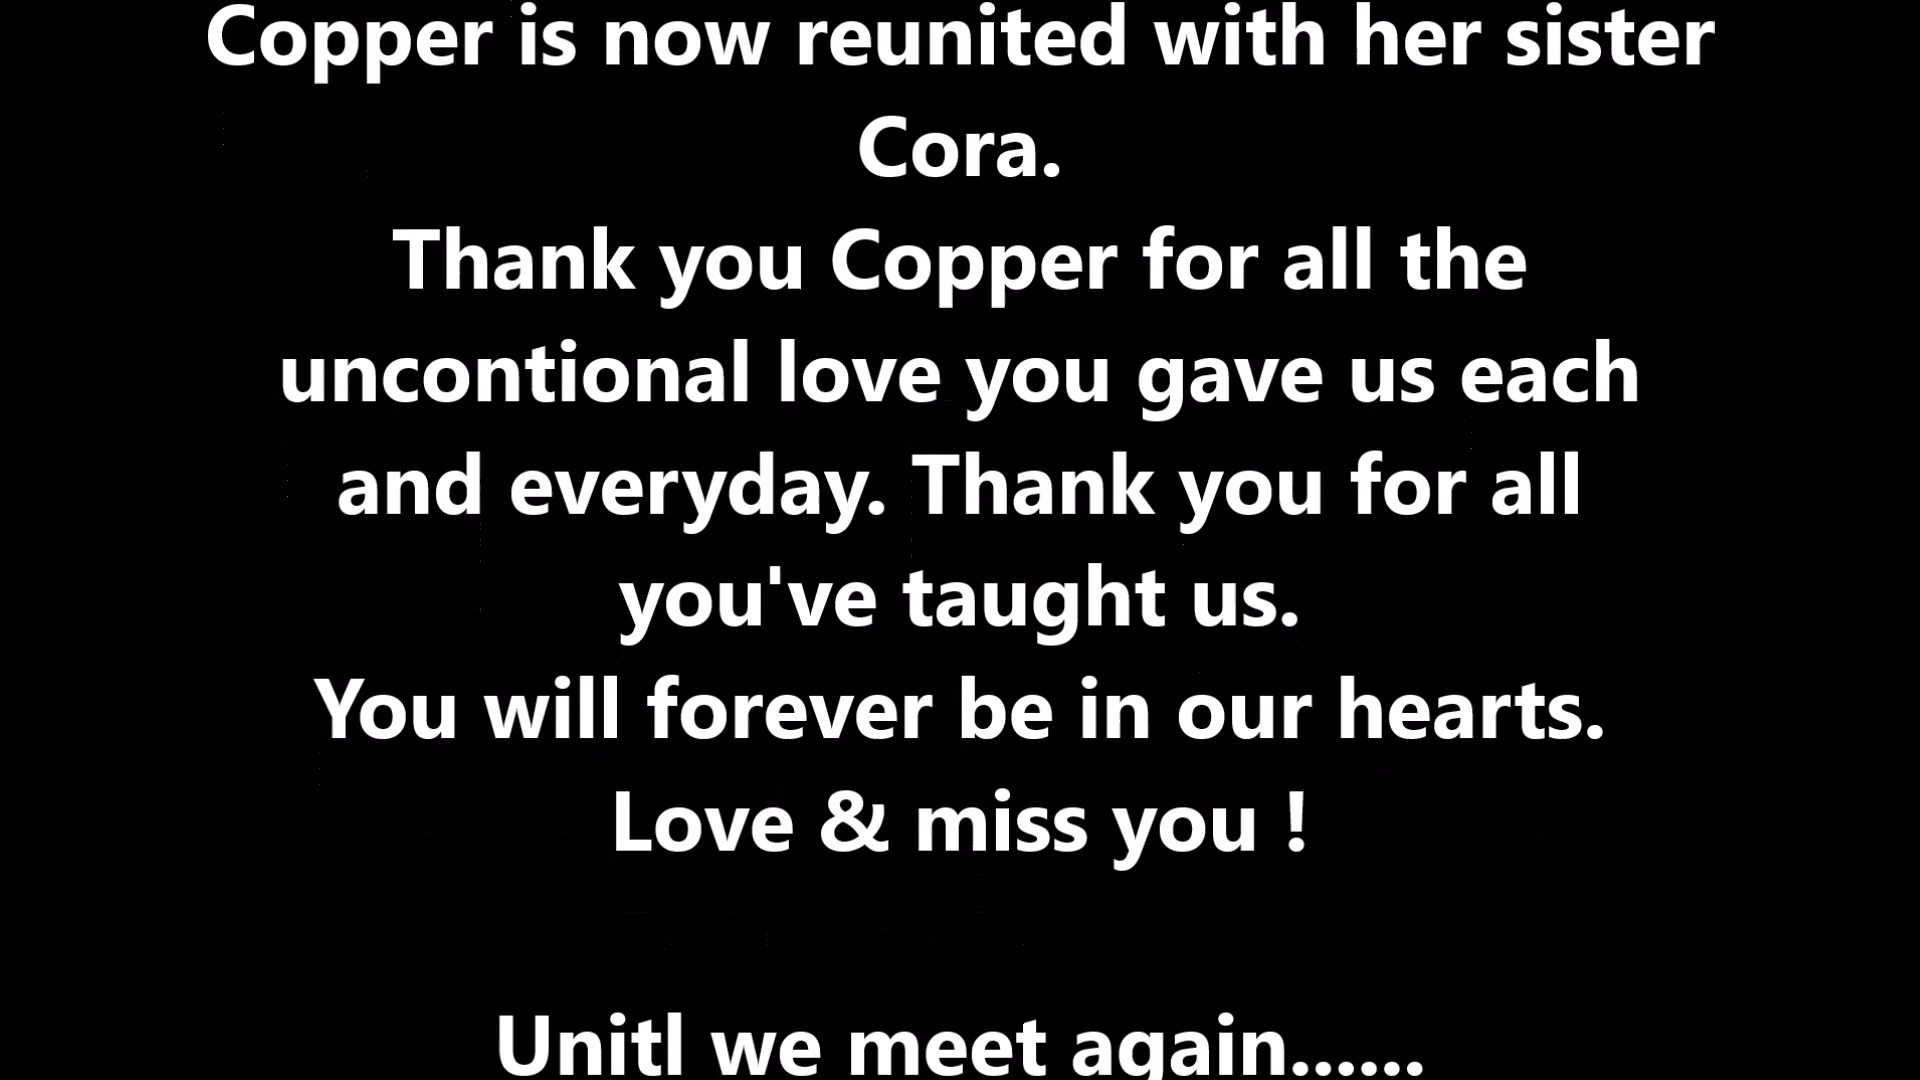 Copper is now reunited with her sister
Cora.
Thank you Copper for all the
uncontional love you gave us each
and everyday. Thank you for all
you've taught us.
You will forever be in our hearts.
Love & miss you !
Unitl we meet again......